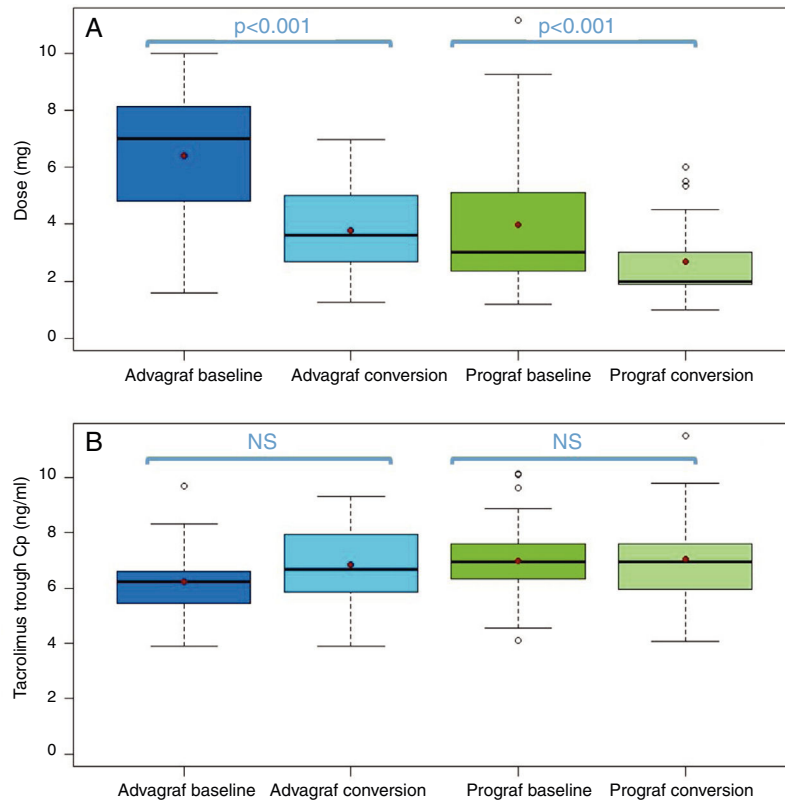 A
p<0.001
p<0.001
10
8
6
4
2
0
Dose (mg)
Advagraf baseline
Advagraf conversion
Prograf baseline
Prograf conversion
B
NS
NS
10
8
6
4
2
0
Tacrolimus trough Cp (ng/ml)
Advagraf baseline
Advagraf conversion
Prograf baseline
Prograf conversion